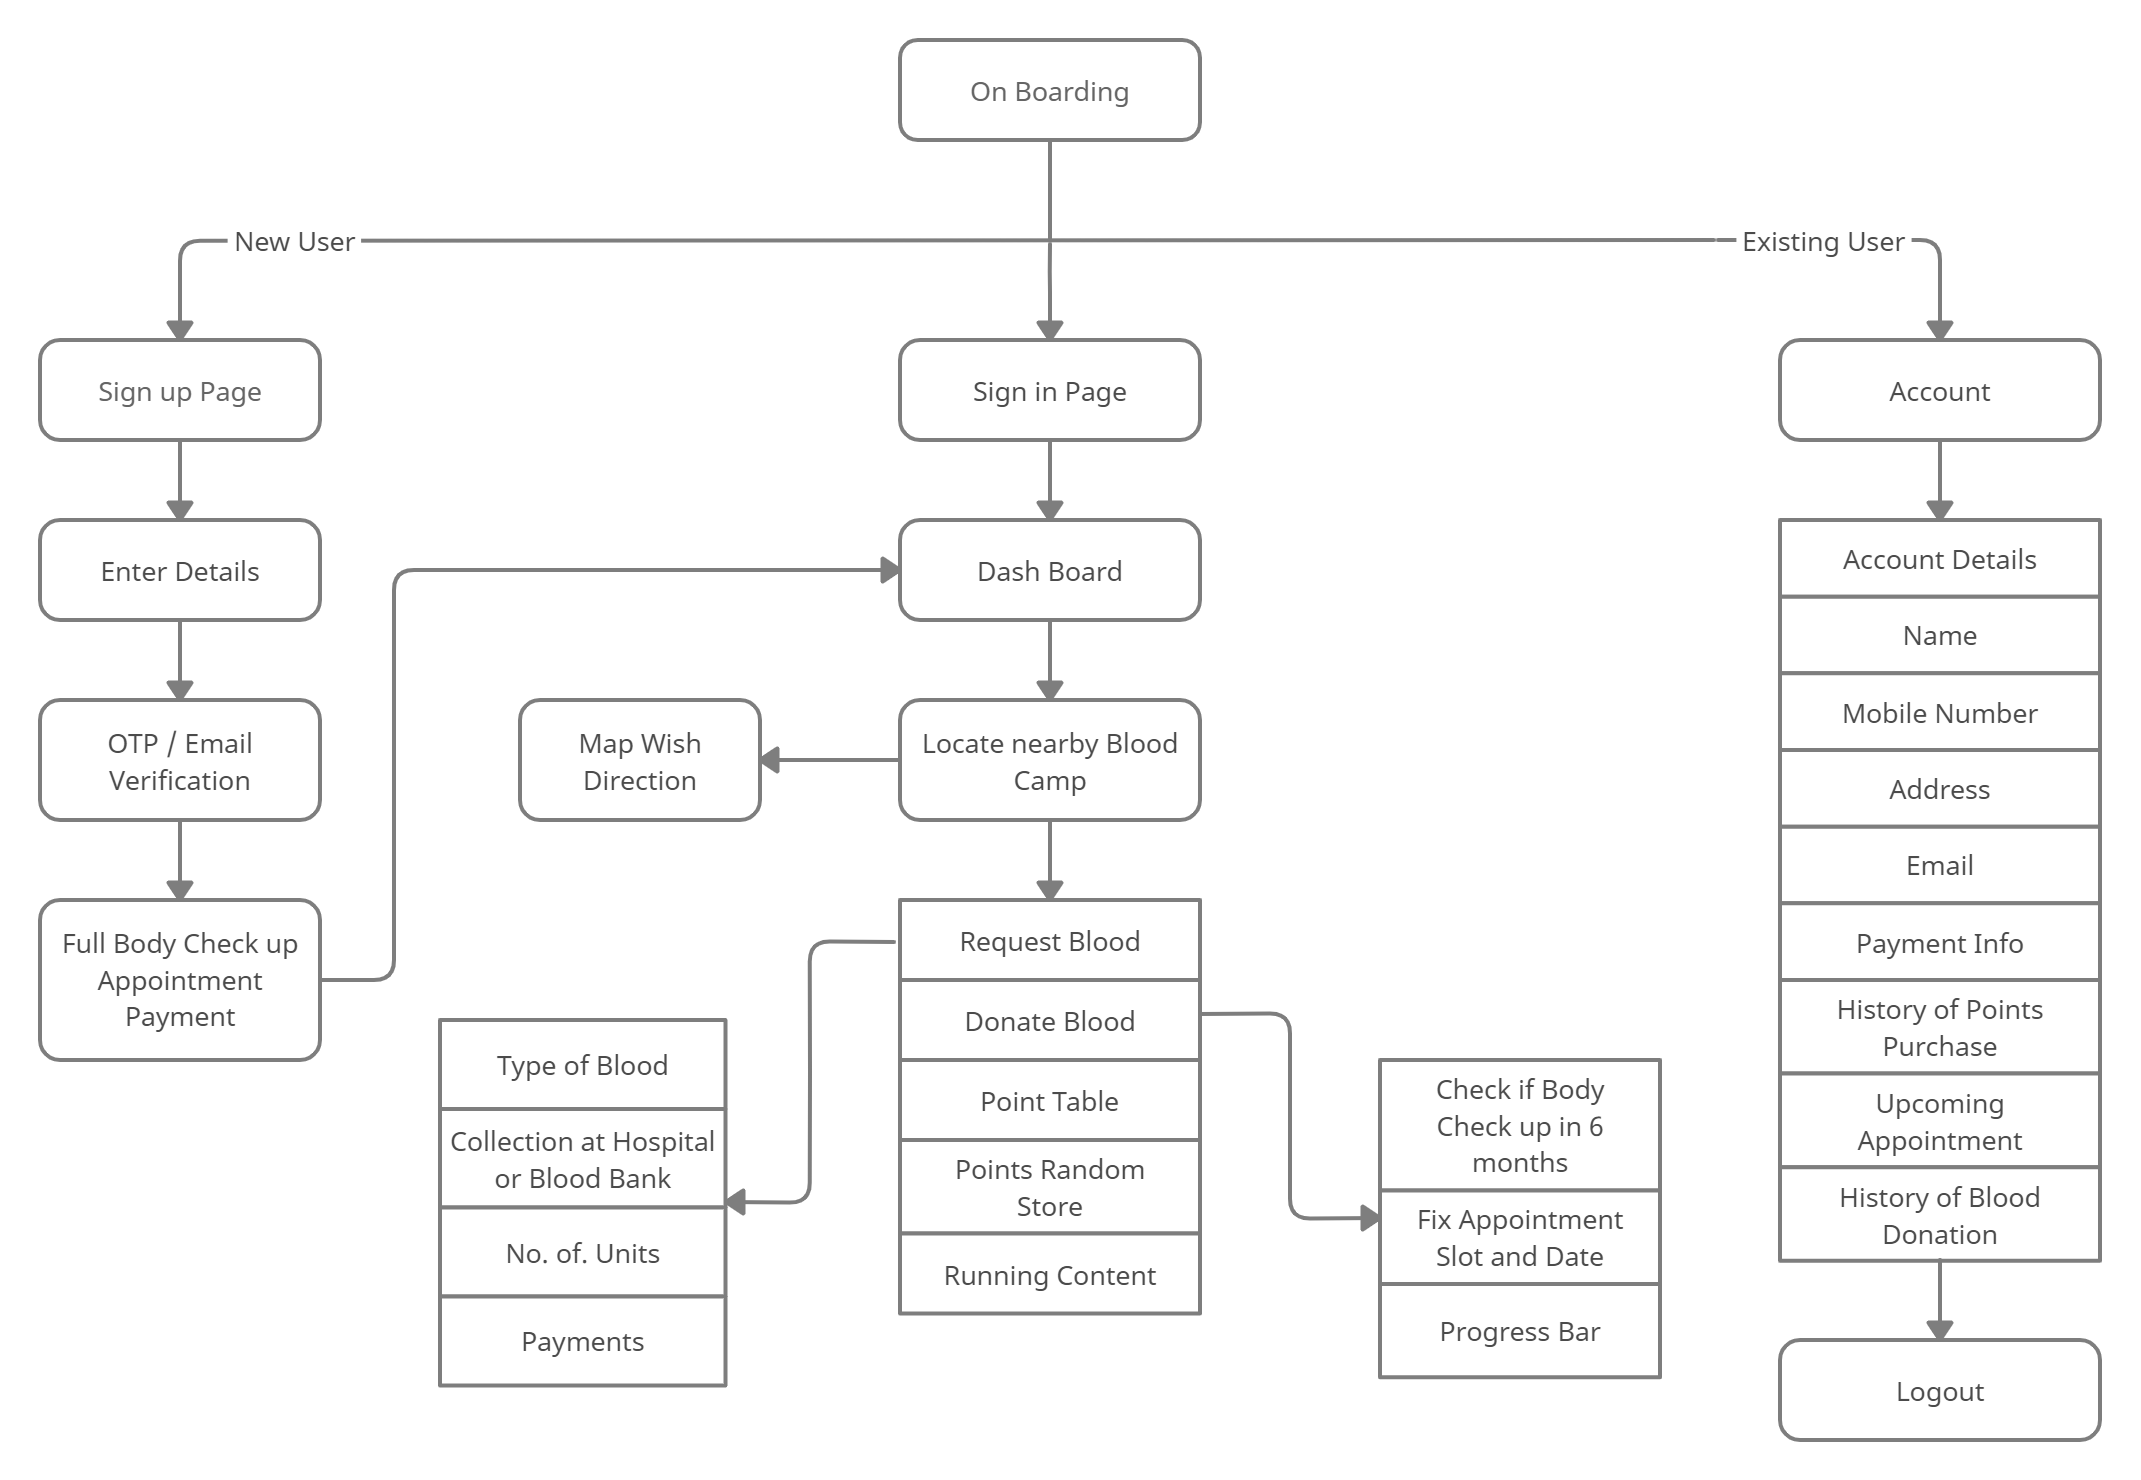 On Boarding
New User
Existing User
Sign up Page
Sign in Page
Account
Enter Details
Dash Board
OTP / Email
Verification
Map Wish
Direction
Locate nearby Blood
Camp
Full Body Check up
Appointment
Payment
Request Blood
Donate Blood
Point Table
Points Random
Store
Running Content
Type of Blood
Collection at Hospital
or Blood Bank
No. of. Units
Payments
Check if Body
Check up in 6
months
Fix Appointment
Slot and Date
Progress Bar
Account Details
Name
Mobile Number
Address
Email
Payment Info
History of Points
Purchase
Upcoming
Appointment
History of Blood
Donation
Logout